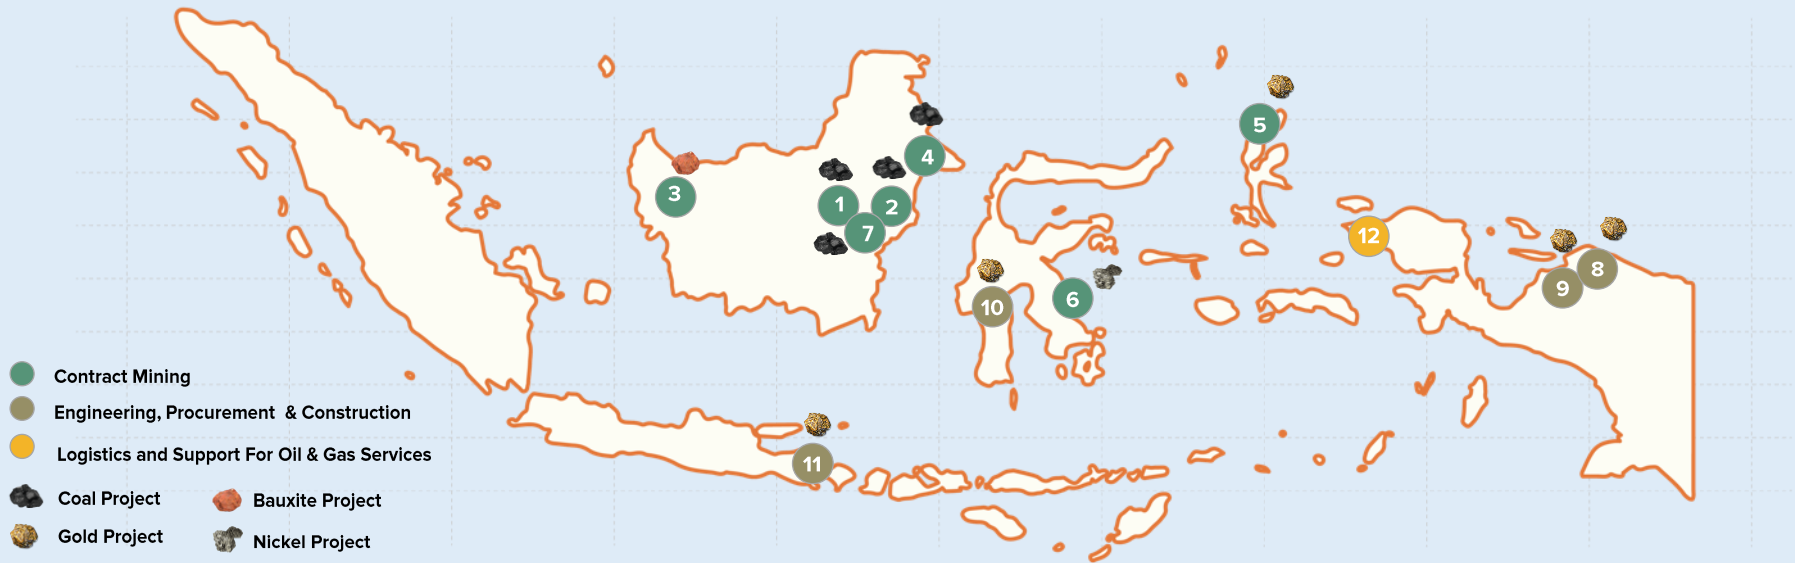 5
4
3
1
2
7
12
8
9
10
6
11
Contract Mining
Engineering, Procurement & Construction
Logistics and Support For Oil & Gas Services
Coal Project
Bauxite Project
Gold Project
Nickel Project